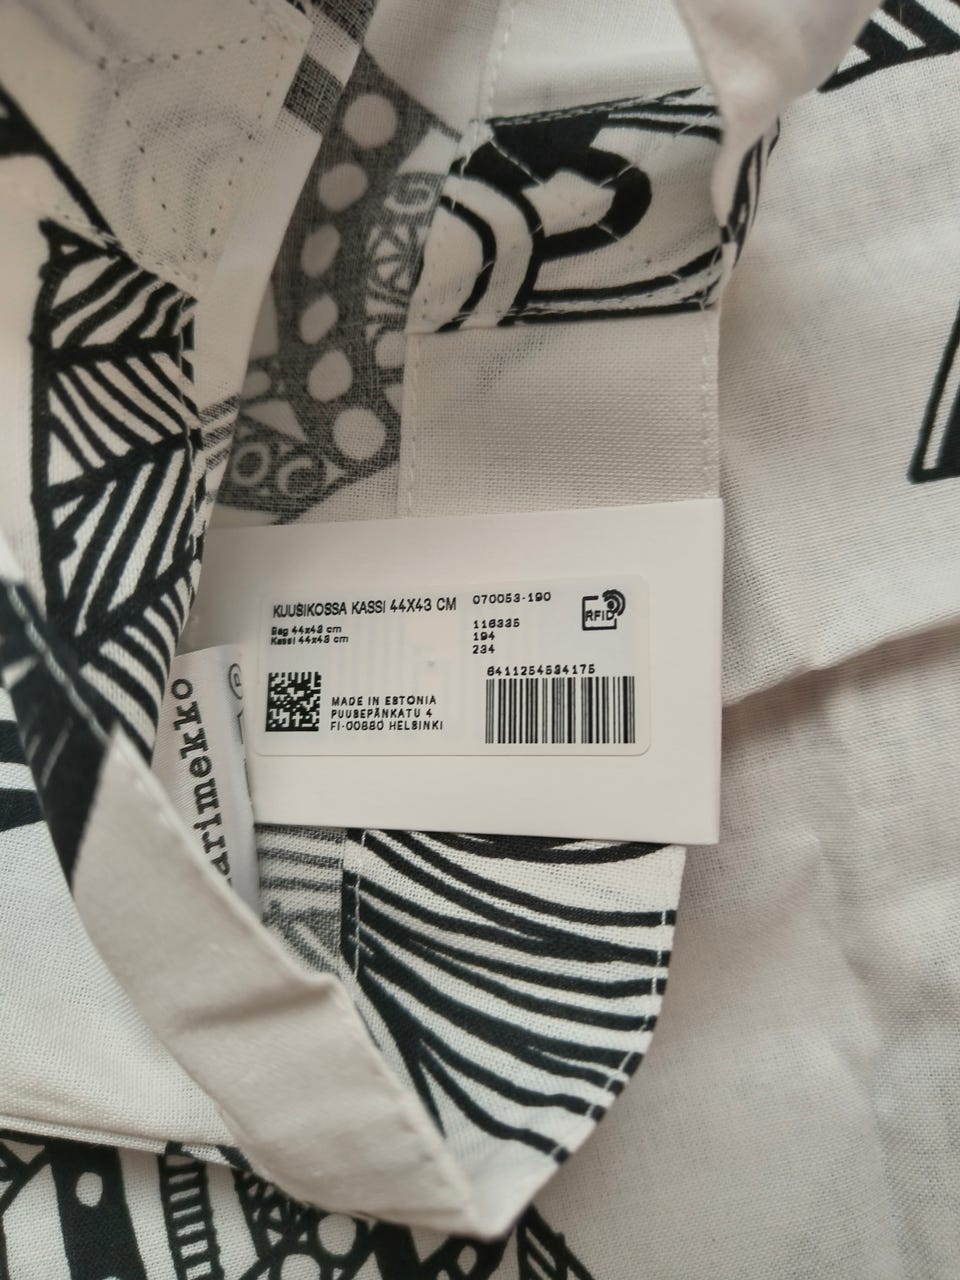 KUUSIKOSSA KASSI 44X43 CM
Bag 44x43 cm
Kassi 44x43 cm
070053-190
116335
194
234
RFID
6411254534175
MADE IN ESTONIA
PUUSEPÄNKATU 4
FI-00880 HELSINKI
arimekko